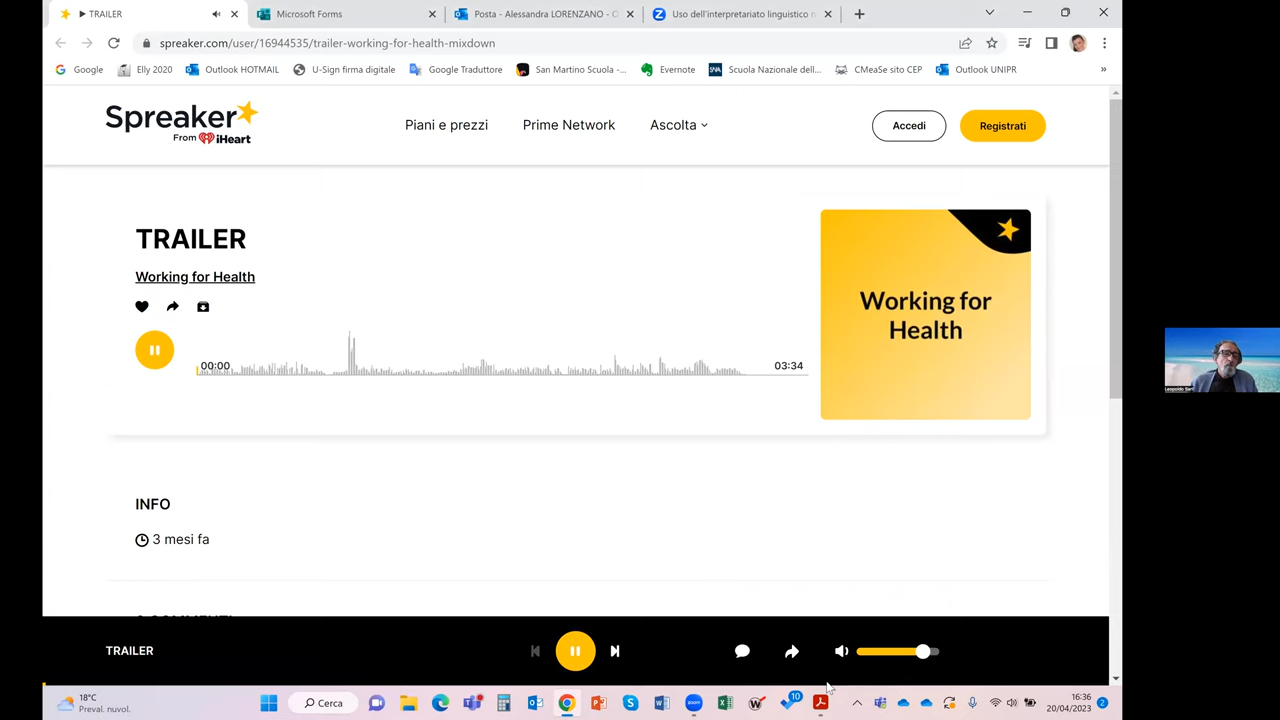 TRAILER
Microsoft Forms
Posta - Alessandra LORENZANO - O
Uso dell'interpretariato linguistico n
spreaker.com/user/16944535/trailer-working-for-health-mixdown
Google
Elly 2020
Outlook HOTMAIL
U-Sign firma digitale
Google Traduttore
San Martino Scuola -...
Evernote
Scuola Nazionale dell...
CMeaSe sito CEP
Outlook UNIPR
»
Spreaker
From iHeart
Piani e prezzi
Prime Network
Ascolta
Accedi
Registrati
TRAILER
Working for Health
00:00
03:34
Working for
Health
INFO
3 mesi fa
TRAILER
18°C
Preval. nuvol.
Cerca
10
16:36
20/04/2023
2